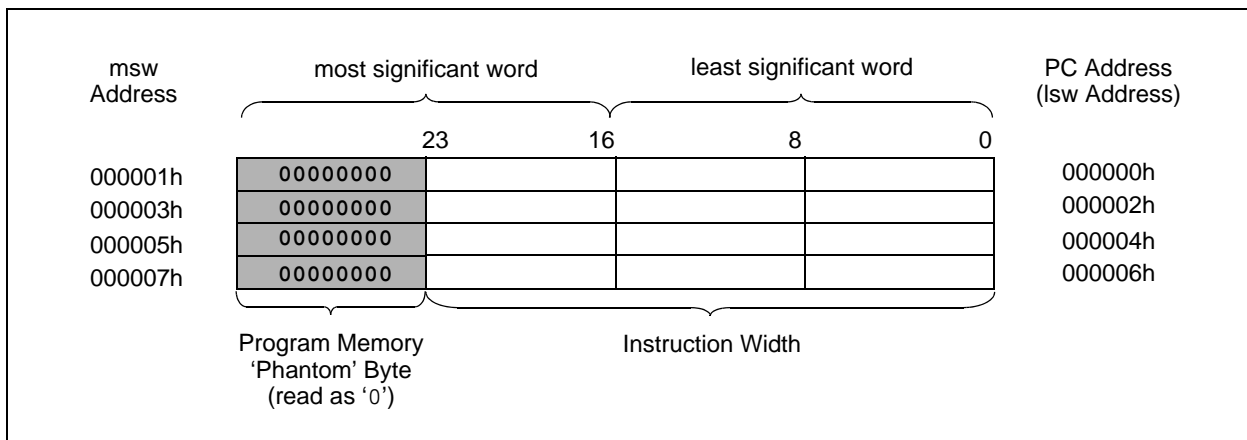 msw
Address
most significant word
least significant word
PC Address
(lsw Address)
23
16
8
0
000001h
00000000
000000h
000003h
00000000
000002h
000005h
00000000
000004h
000007h
00000000
000006h
Program Memory
‘Phantom’ Byte
(read as ‘0’)
Instruction Width